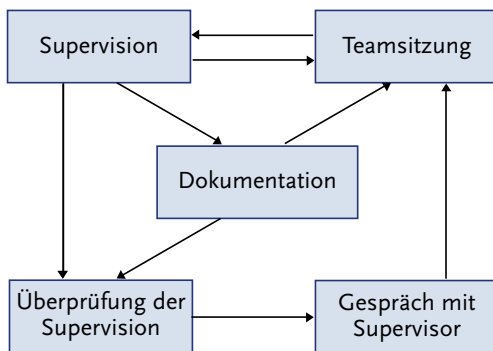 Supervision
Teamsitzung
Dokumentation
Überprüfung der
Supervision
Gespräch mit
Supervisor